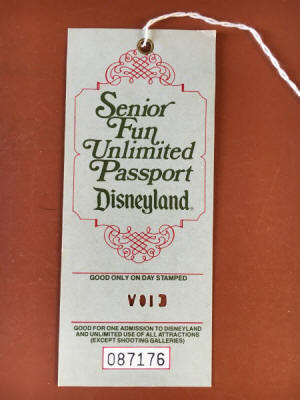 Senior
Fun
Unlimited
Passport
Disneyland®
GOOD ONLY ON DAY STAMPED
VOID
GOOD FOR ONE ADMISSION TO DISNEYLAND
AND UNLIMITED USE OF ALL ATTRACTIONS
(EXCEPT SHOOTING GALLERIES)
087176